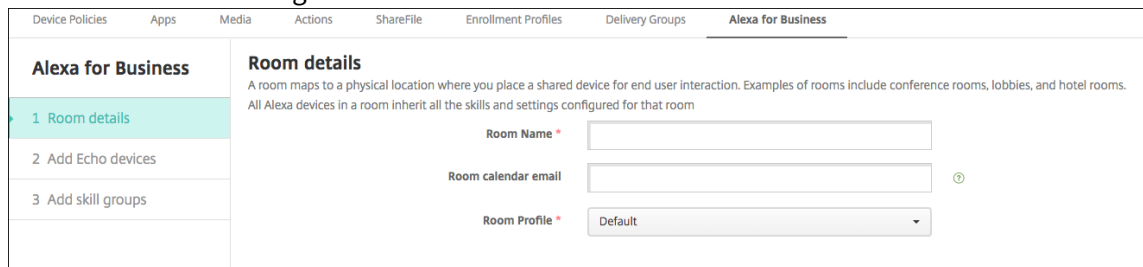 Device Policies Apps Media Actions ShareFile Enrollment Profiles Delivery Groups Alexa for Business
Alexa for Business
1 Room details
2 Add Echo devices
3 Add skill groups
Room details
A room maps to a physical location where you place a shared device for end user interaction. Examples of rooms include conference rooms, lobbies, and hotel rooms.
All Alexa devices in a room inherit all the skills and settings configured for that room
Room Name *
Room calendar email
?
Room Profile *
Default